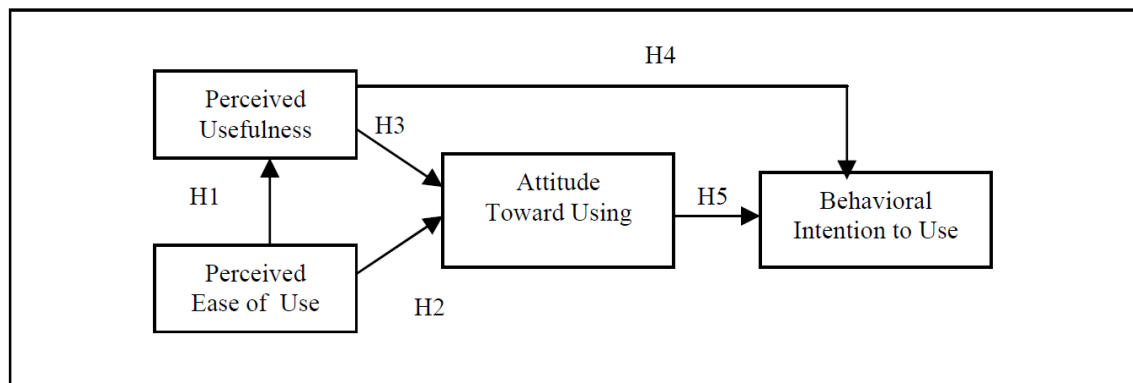 H4
Perceived
Usefulness
H3
Attitude
Toward Using
H1
H5
Behavioral
Intention to Use
Perceived
Ease of  Use
H2